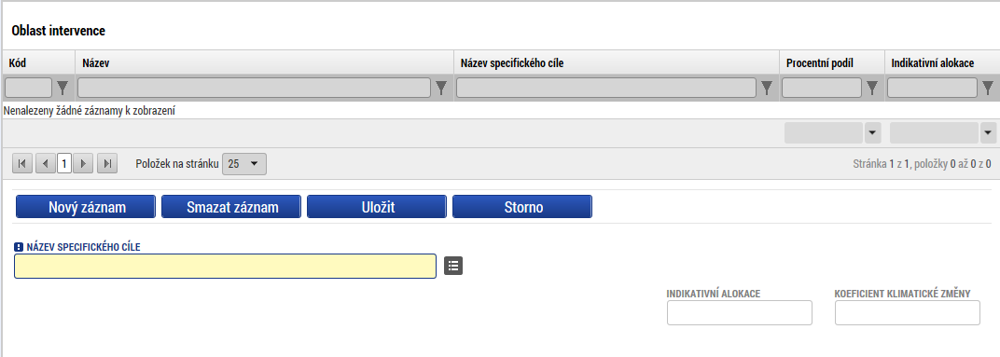 Oblast intervence
Kód Název Název specifického cíle Procentní podíl Indikativní alokace
Nenalezeny žádné záznamy k zobrazení
1 Položek na stránku 25 Stránka 1 z 1, položky 0 až 0 z 0
Nový záznam Smazat záznam Uložit Storno
NÁZEV SPECIFICKÉHO CÍLE
INDIKATIVNÍ ALOKACE KOEFICIENT KLIMATICKÉ ZMĚNY